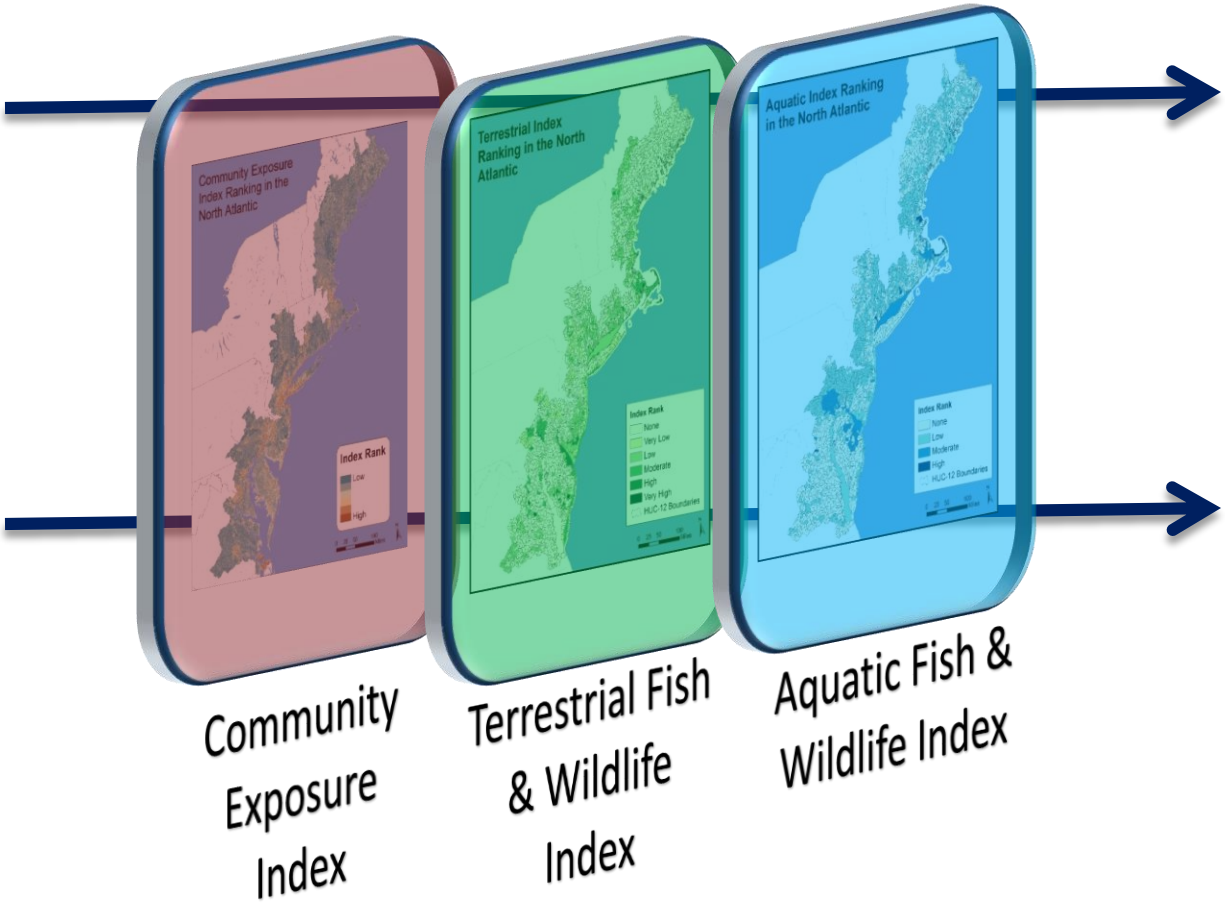 Community Exposure
Index Ranking in the
North Atlantic
Index Rank
Low
High
Terrestrial Index
Ranking in the North
Atlantic
Index Rank
None
Very Low
Low
Moderate
High
Very High
HUC-12 Boundaries
Aquatic Index Ranking
in the North Atlantic
Index Rank
None
Low
Moderate
High
HUC-12 Boundaries
Community
Exposure
Index
Terrestrial Fish
& Wildlife
Index
Aquatic Fish &
Wildlife Index